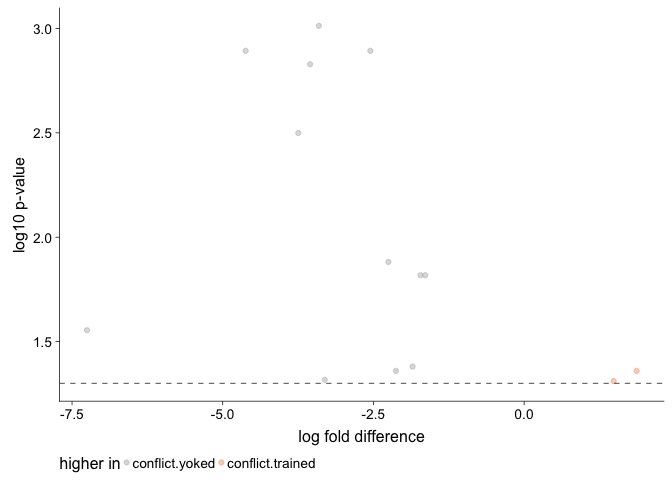 3.0
2.5
2.0
1.5
log10 p-value
-7.5 -5.0 -2.5 0.0
log fold difference
higher in conflict.yoked conflict.trained